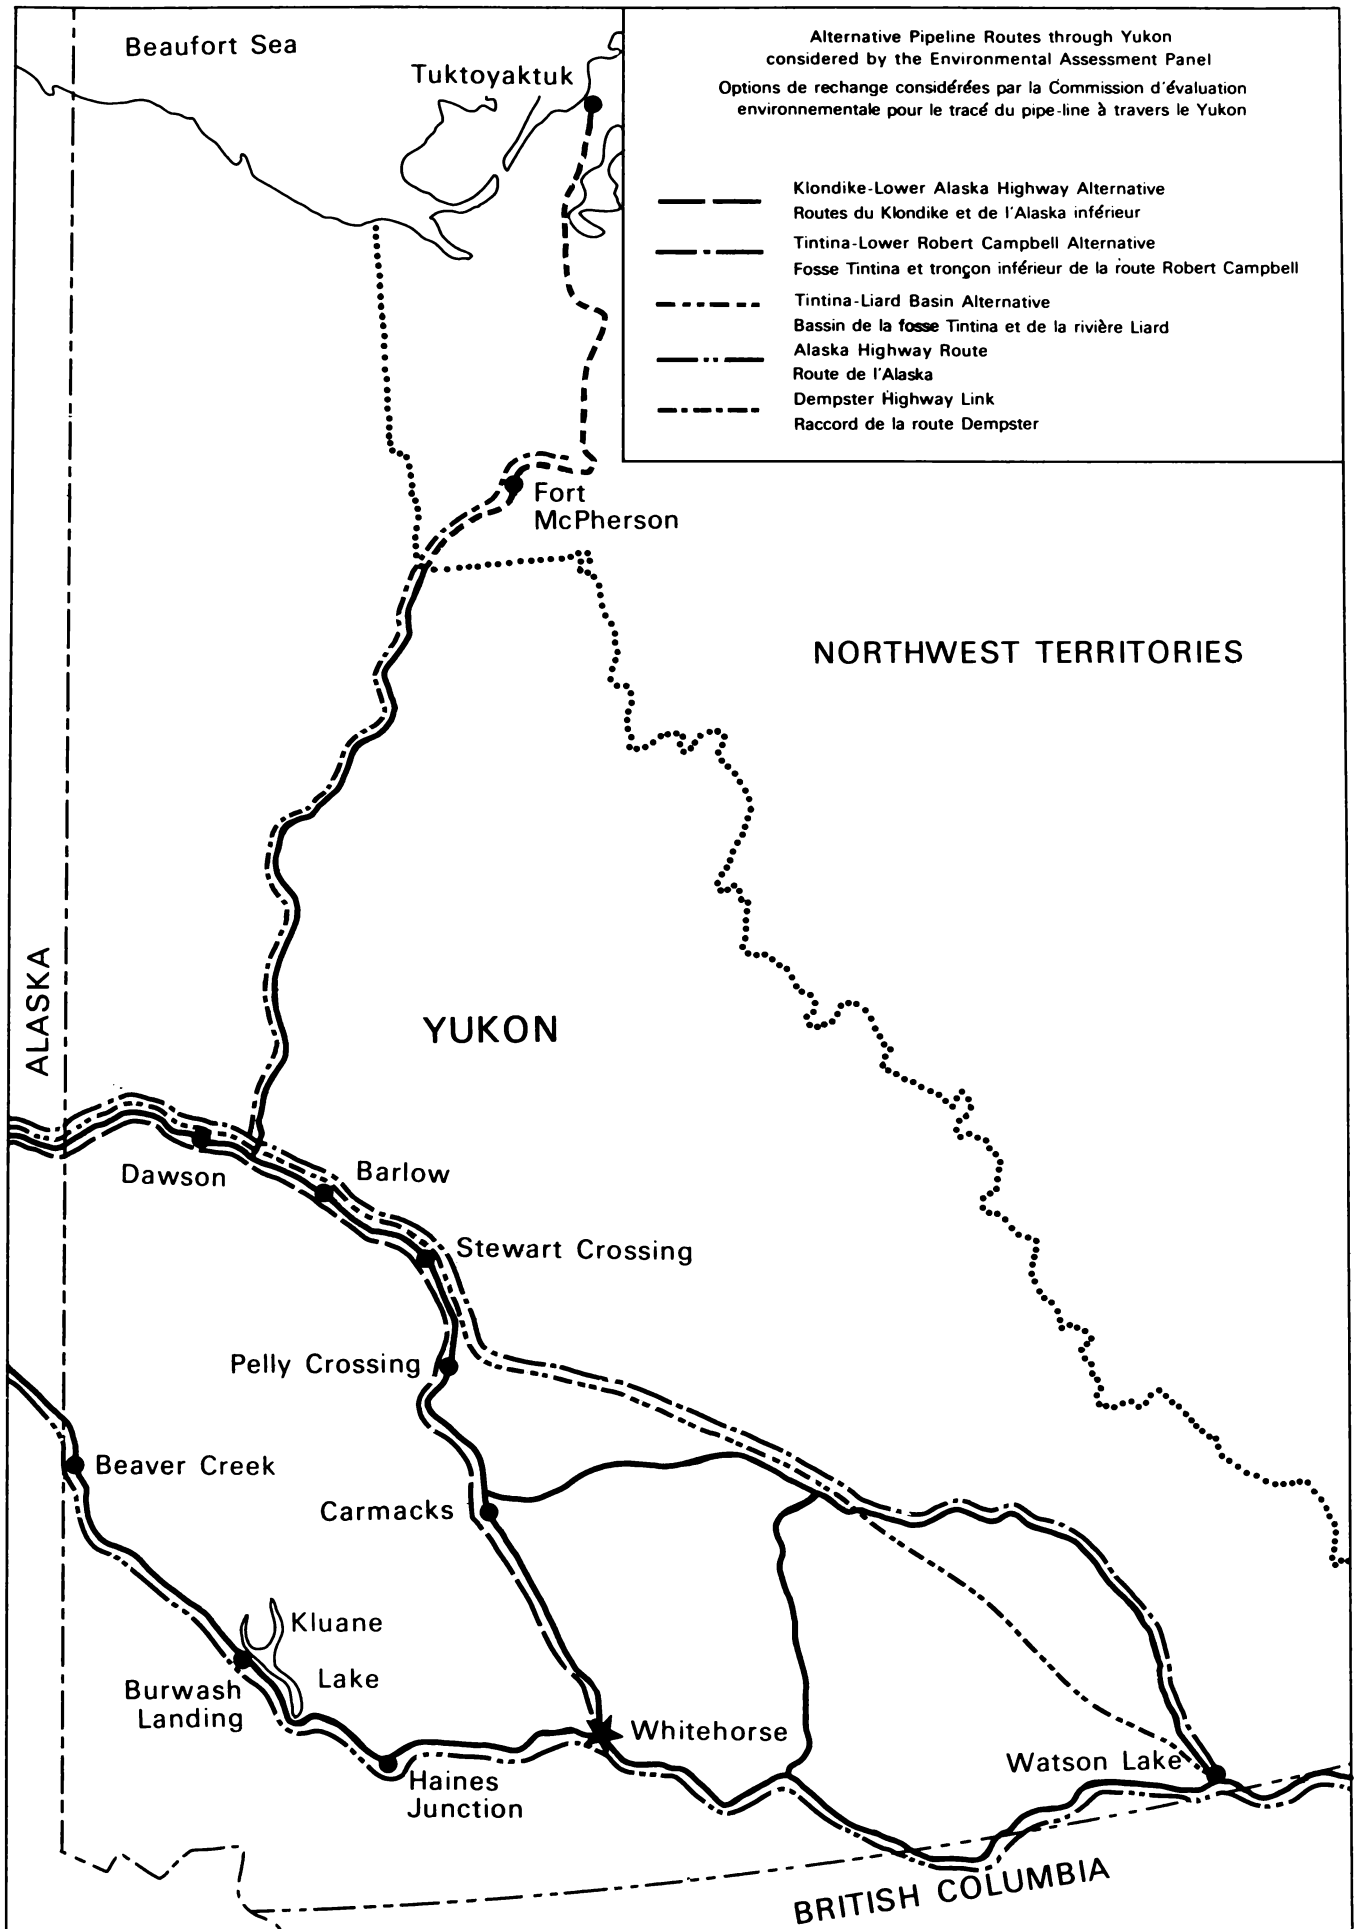 Beaufort Sea
Tuktoyaktuk
Alternative Pipeline Routes through Yukon
considered by the Environmental Assessment Panel
Options de rechange considérées par la Commission d'évaluation
environnementale pour le tracé du pipe-line à travers le Yukon
Klondike-Lower Alaska Highway Alternative
Routes du Klondike et de l'Alaska inférieur
Tintina-Lower Robert Campbell Alternative
Fosse Tintina et tronçon inférieur de la route Robert Campbell
Tintina-Liard Basin Alternative
Bassin de la fosse Tintina et de la rivière Liard
Alaska Highway Route
Route de l'Alaska
Dempster Highway Link
Raccord de la route Dempster
Fort
McPherson
NORTHWEST TERRITORIES
ALASKA
YUKON
Dawson
Barlow
Stewart Crossing
Pelly Crossing
Beaver Creek
Carmacks
Kluane
Lake
Burwash
Landing
Whitehorse
Haines
Junction
Watson Lake
BRITISH COLUMBIA